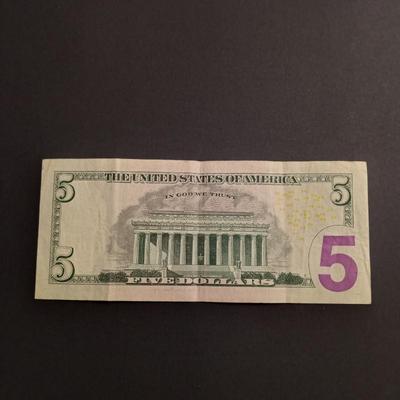 5 THE UNITED STATES OF AMERICA 5
IN GOD WE TRUST
5 FIVE DOLLARS 5